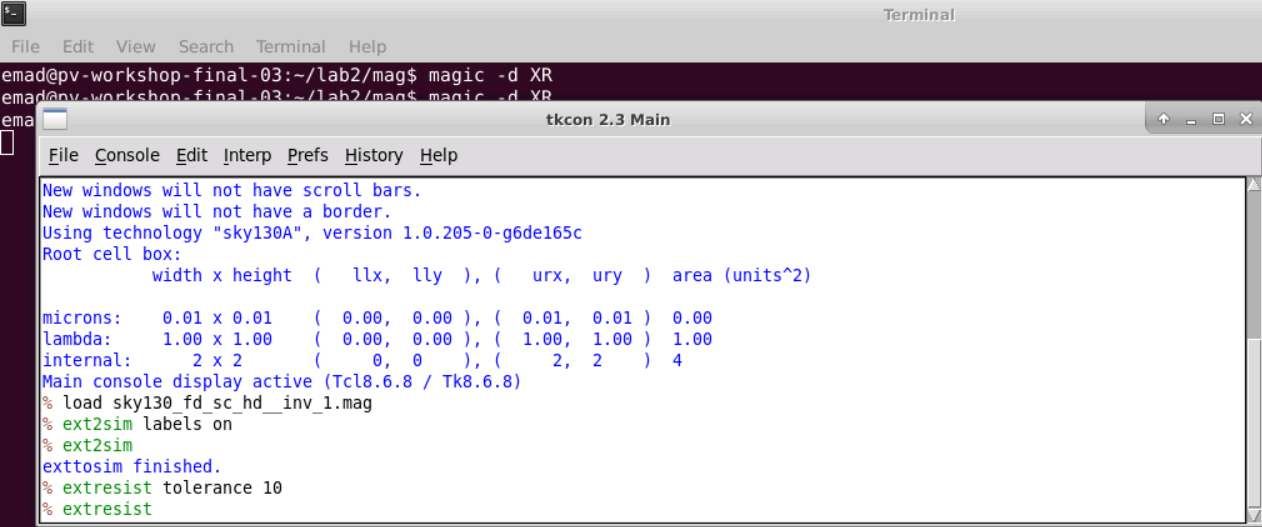 Terminal
File Edit View Search Terminal Help
emad@pv-workshop-final-03:~/lab2/mag$ magic -d XR
emad@pv-workshop-final-03:~/lab2/mag$ magic -d XR
ema
tkcon 2.3 Main
File Console Edit Interp Prefs History Help
New windows will not have scroll bars.
New windows will not have a border.
Using technology "sky130A", version 1.0.205-0-g6de165c
Root cell box:
width x height ( llx, lly ), ( urx, ury ) area (units^2)
microns: 0.01 x 0.01 ( 0.00, 0.00 ), ( 0.01, 0.01 ) 0.00
lambda: 1.00 x 1.00 ( 0.00, 0.00 ), ( 1.00, 1.00 ) 1.00
internal: 2 x 2 ( 0, 0 ), ( 2, 2 ) 4
Main console display active (Tcl8.6.8 / Tk8.6.8)
% load sky130_fd_sc_hd__inv_1.mag
% ext2sim labels on
% ext2sim
exttosim finished.
% extresist tolerance 10
% extresist